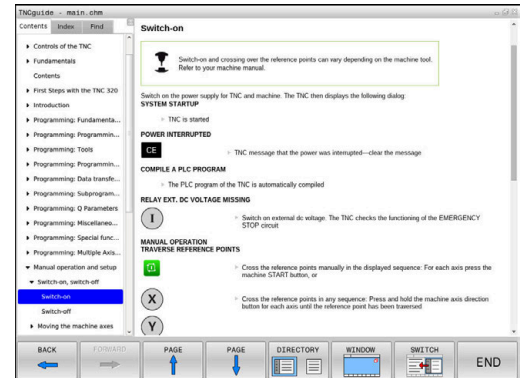 TNCguide - main.chm
Contents Index Find
Controls of the TNC
Fundamentals
Contents
First Steps with the TNC 320
Introduction
Programming: Fundamenta...
Programming: Programmin...
Programming: Tools
Programming: Programmin...
Programming: Data transfe...
Programming: Subprogram...
Programming: Q Parameters
Programming: Miscellaneo...
Programming: Special func...
Programming: Multiple Axis...
Manual operation and setup
Switch-on, switch-off
Switch-on
Switch-off
Moving the machine axes
Switch-on
Switch-on and crossing over the reference points can vary depending on the machine tool.
Refer to your machine manual.
Switch on the power supply for TNC and machine. The TNC then displays the following dialog:
SYSTEM STARTUP
TNC is started
POWER INTERRUPTED
CE
TNC message that the power was interrupted—clear the message
COMPILE A PLC PROGRAM
The PLC program of the TNC is automatically compiled
RELAY EXT. DC VOLTAGE MISSING
I
Switch on external dc voltage. The TNC checks the functioning of the EMERGENCY
STOP circuit
MANUAL OPERATION
TRAVERSE REFERENCE POINTS
Cross the reference points manually in the displayed sequence: For each axis press the
machine START button, or
X
Cross the reference points in any sequence: Press and hold the machine axis direction
button for each axis until the reference point has been traversed
Y
BACK FORWARD PAGE PAGE DIRECTORY WINDOW SWITCH END